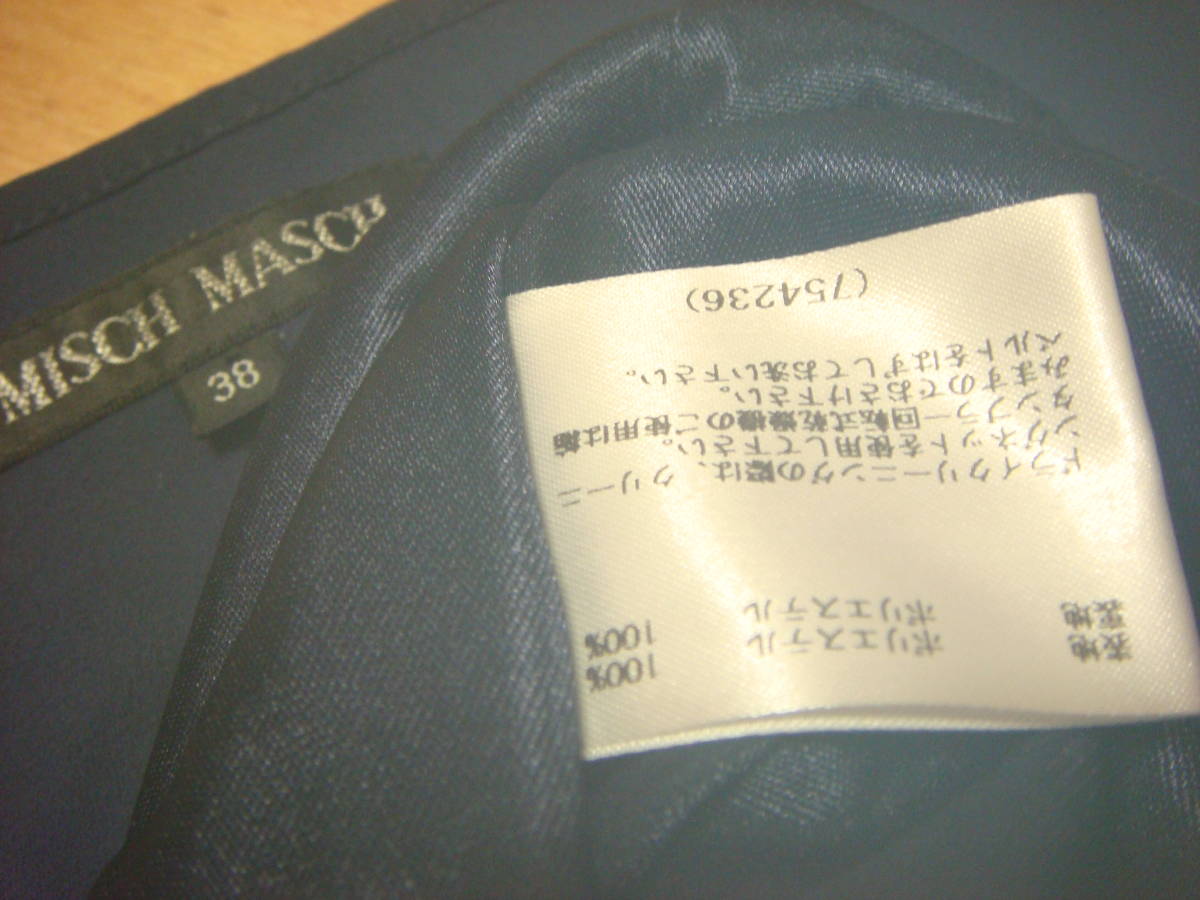 MISCH MASCH
38
表地 ポリエステル 100%
裏地 ポリエステル 100%
ドライクリーニングの際は、クリーニ
ングネットを使用して下さい。
タンブラー回転式乾燥機のご使用は縮
みますのでおさけ下さい。
ベルトをはずしてお洗い下さい。
(754236)